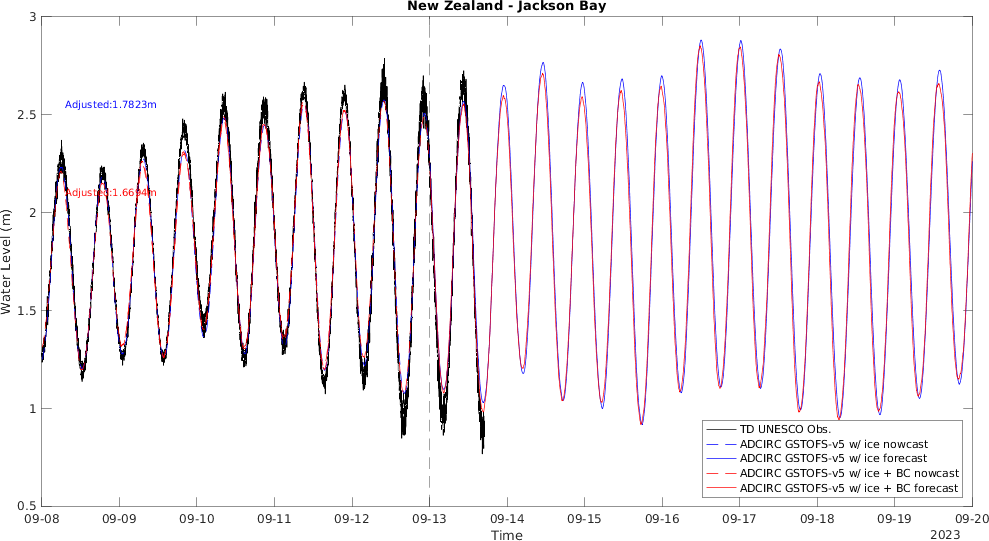 New Zealand - Jackson Bay
3
2.5
2
1.5
1
0.5
Water Level (m)
Adjusted:1.7823m
Adjusted:1.6694m
TD UNESCO Obs.
ADCIRC GSTOFS-v5 w/ ice nowcast
ADCIRC GSTOFS-v5 w/ ice forecast
ADCIRC GSTOFS-v5 w/ ice + BC nowcast
ADCIRC GSTOFS-v5 w/ ice + BC forecast
09-08 09-09 09-10 09-11 09-12 09-13 09-14 09-15 09-16 09-17 09-18 09-19 09-20
Time
2023